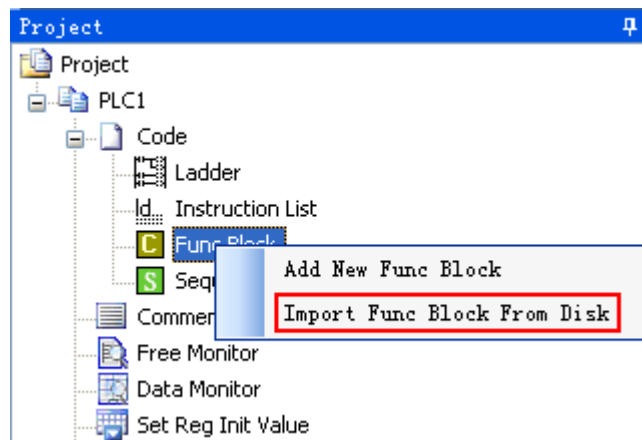 Project
Project
PLC1
Code
Ladder
Instruction List
Func Block
Add New Func Block
Import Func Block From Disk
Free Monitor
Data Monitor
Set Reg Init Value